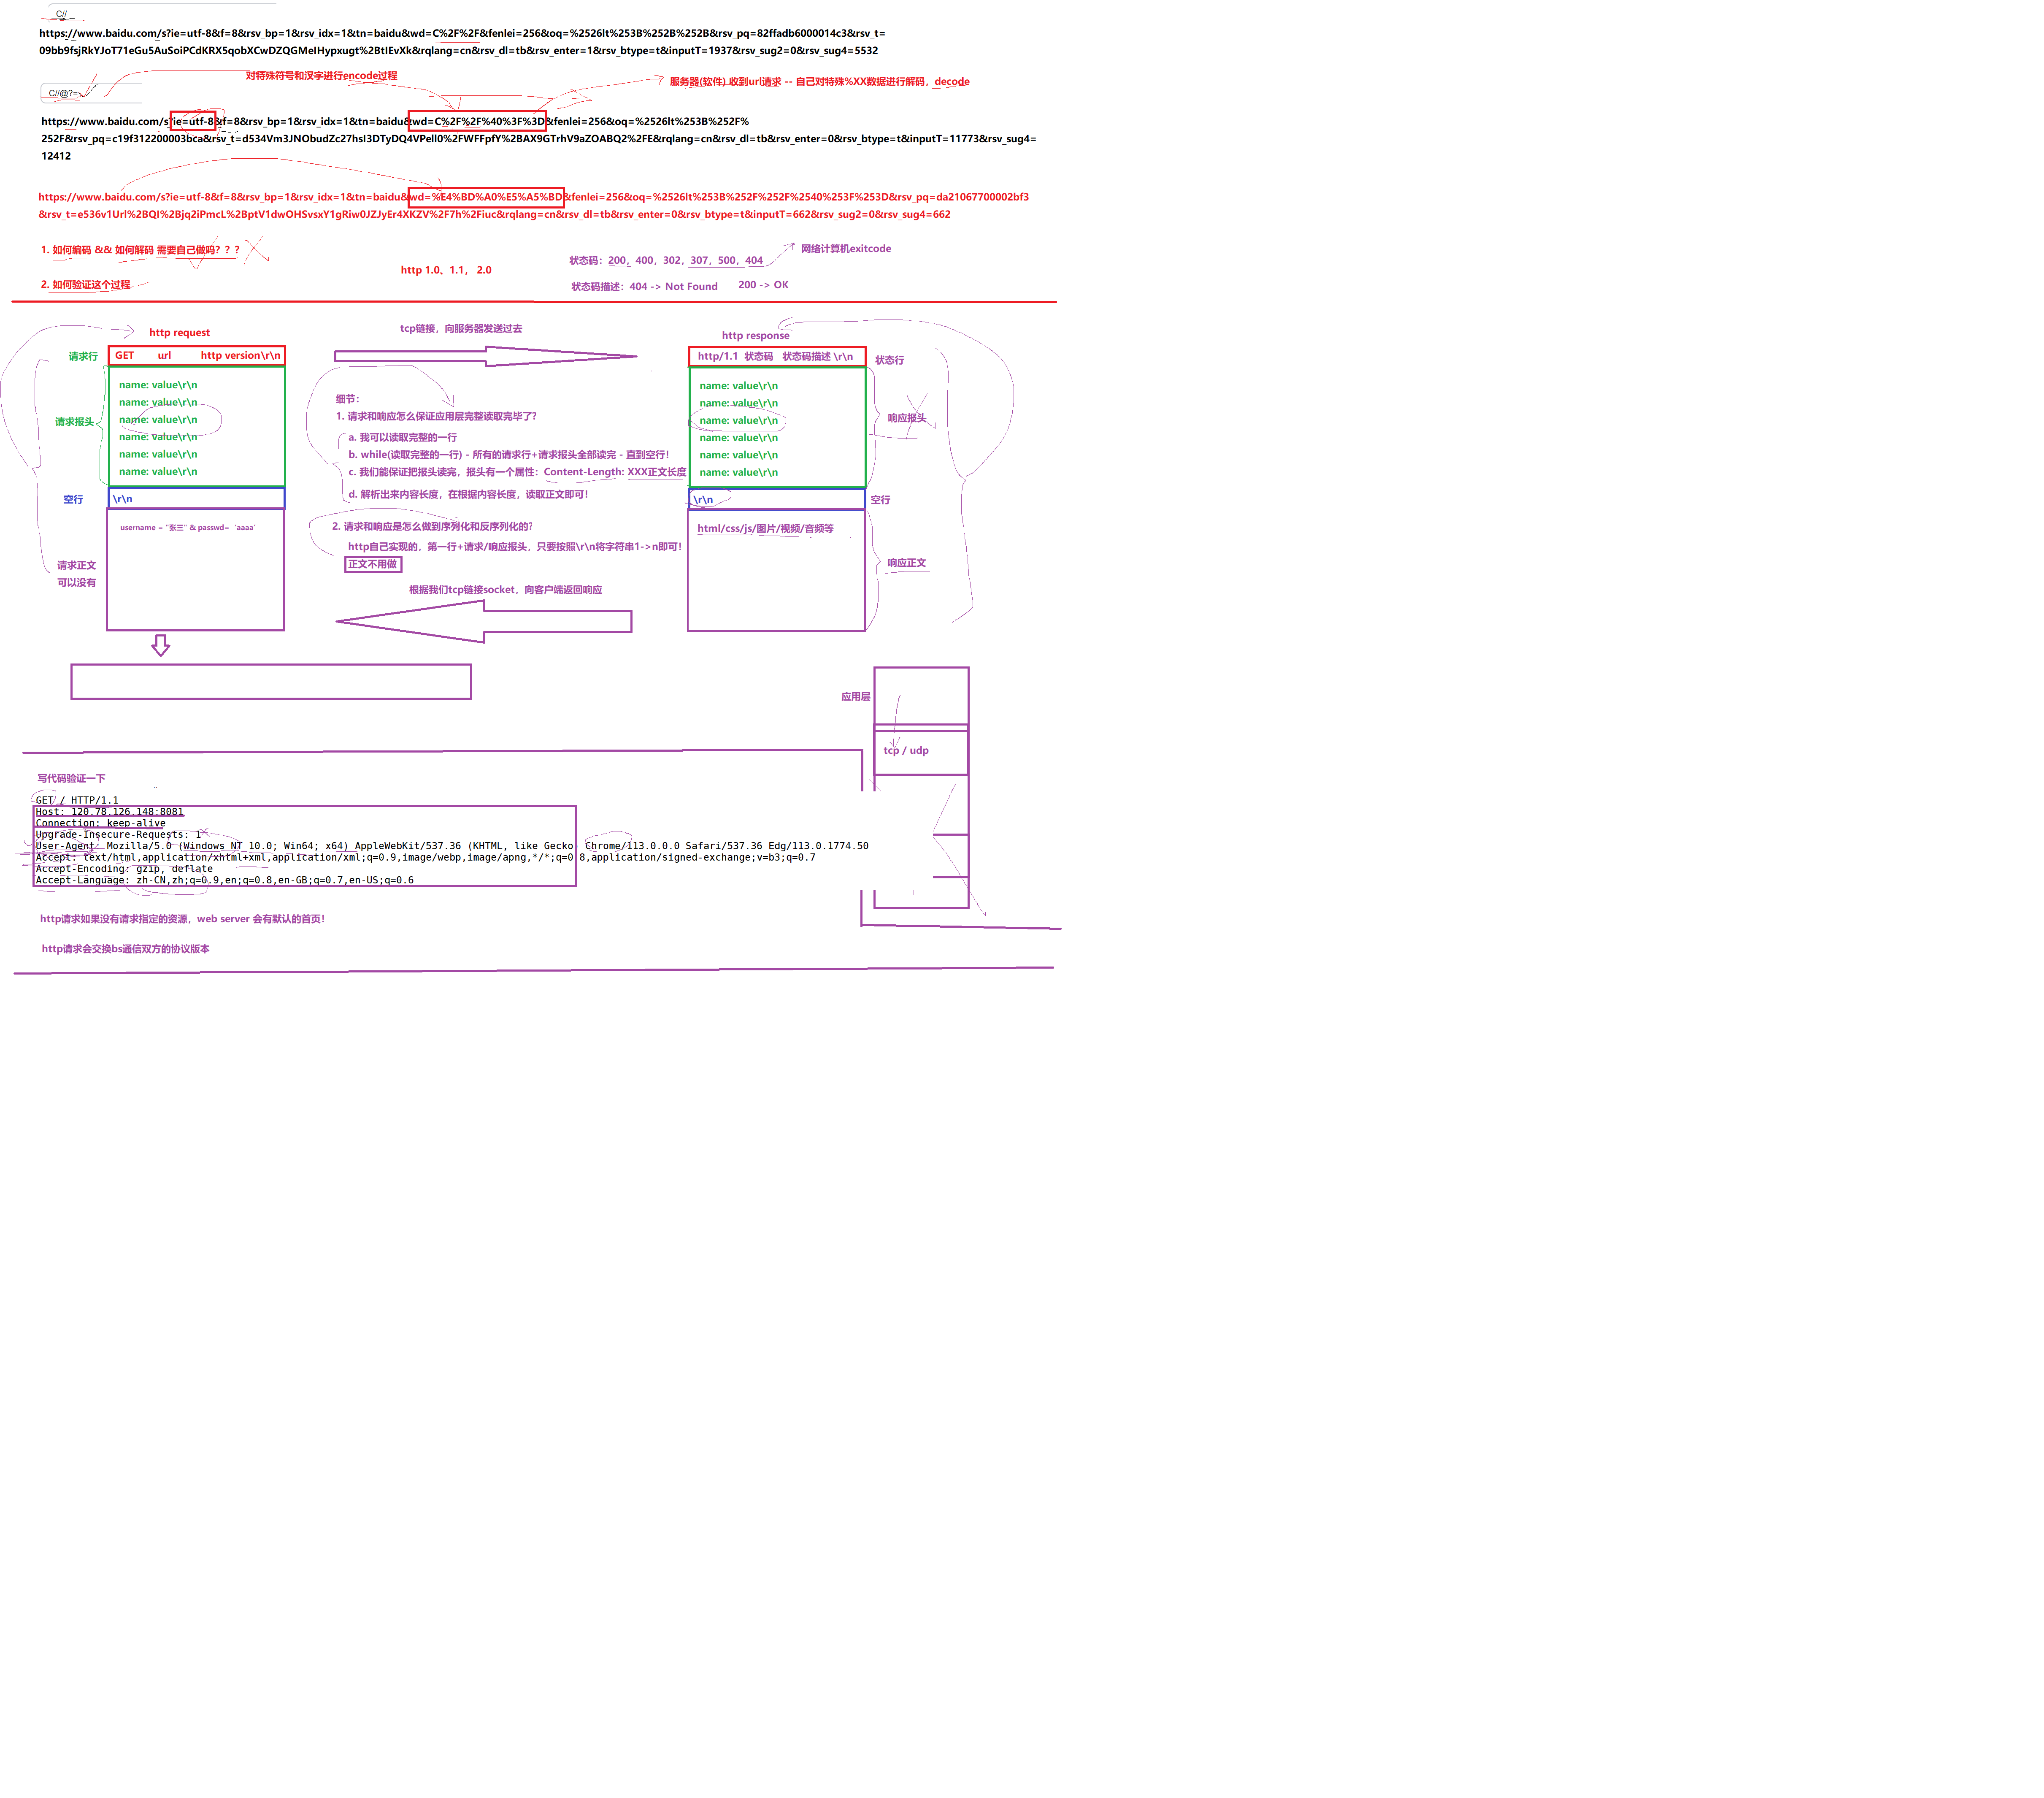 C//
https://www.baidu.com/s?ie=utf-8&f=8&rsv_bp=1&rsv_idx=1&tn=baidu&wd=C%2F%2F&fenlei=256&oq=%2526lt%253B%252B%252B&rsv_pq=82ffadb6000014c3&rsv_t=
09bb9fsjRkYJoT71eGu5AuSoiPCdKRX5qobXCwDZQGMeIHypxugt%2BtIEvXk&rqlang=cn&rsv_dl=tb&rsv_enter=1&rsv_btype=t&inputT=1937&rsv_sug2=0&rsv_sug4=5532
对特殊符号和汉字进行encode过程
服务器(软件) 收到url请求 -- 自己对特殊%XX数据进行解码，decode
C//@?=
https://www.baidu.com/s?ie=utf-8&f=8&rsv_bp=1&rsv_idx=1&tn=baidu&wd=C%2F%2F%40%3F%3D&fenlei=256&oq=%2526lt%253B%252F%
252F&rsv_pq=c19f312200003bca&rsv_t=d534Vm3JNObudZc27hsI3DTyDQ4VPell0%2FWFFpfY%2BAX9GTrhV9aZOABQ2%2FE&rqlang=cn&rsv_dl=tb&rsv_enter=0&rsv_btype=t&inputT=11773&rsv_sug4=
12412
https://www.baidu.com/s?ie=utf-8&f=8&rsv_bp=1&rsv_idx=1&tn=baidu&wd=%E4%BD%A0%E5%A5%BD&fenlei=256&oq=%2526lt%253B%252F%252F%2540%253F%253D&rsv_pq=da21067700002bf3
&rsv_t=e536v1Url%2BQI%2Bjq2iPmcL%2BptV1dwOHSvsxY1gRiw0JZJyEr4XKZV%2F7h%2Fiuc&rqlang=cn&rsv_dl=tb&rsv_enter=0&rsv_btype=t&inputT=662&rsv_sug2=0&rsv_sug4=662
1. 如何编码 && 如何解码 需要自己做吗？？？
网络计算机exitcode
状态码：200，400，302，307，500，404
http 1.0、1.1， 2.0
2. 如何验证这个过程
状态码描述：404 -> Not Found
200 -> OK
http request
tcp链接，向服务器发送过去
http response
请求行
GET url http version\r\n
http/1.1 状态码 状态码描述 \r\n
状态行
请求报头
name: value\r\n
name: value\r\n
name: value\r\n
name: value\r\n
name: value\r\n
name: value\r\n
细节：
1. 请求和响应怎么保证应用层完整读取完毕了？
a. 我可以读取完整的一行
b. while(读取完整的一行) - 所有的请求行+请求报头全部读完 - 直到空行！
c. 我们能保证把报头读完，报头有一个属性：Content-Length: XXX正文长度
d. 解析出来内容长度，在根据内容长度，读取正文即可！
name: value\r\n
name: value\r\n
name: value\r\n
name: value\r\n
name: value\r\n
name: value\r\n
响应报头
空行
\r\n
\r\n
空行
username = "张三" & passwd= 'aaaa'
2. 请求和响应是怎么做到序列化和反序列化的？
http自己实现的，第一行+请求/响应报头，只要按照\r\n将字符串1->n即可！
正文不用做
html/css/js/图片/视频/音频等
请求正文
可以没有
响应正文
根据我们tcp链接socket，向客户端返回响应
应用层
tcp / udp
写代码验证一下
GET / HTTP/1.1
Host: 120.78.126.148:8081
Connection: keep-alive
Upgrade-Insecure-Requests: 1
User-Agent: Mozilla/5.0 (Windows NT 10.0; Win64; x64) AppleWebKit/537.36 (KHTML, like Gecko) Chrome/113.0.0.0 Safari/537.36 Edg/113.0.1774.50
Accept: text/html,application/xhtml+xml,application/xml;q=0.9,image/webp,image/apng,*/*;q=0.8,application/signed-exchange;v=b3;q=0.7
Accept-Encoding: gzip, deflate
Accept-Language: zh-CN,zh;q=0.9,en;q=0.8,en-GB;q=0.7,en-US;q=0.6
http请求如果没有请求指定的资源，web server 会有默认的首页！
http请求会交换bs通信双方的协议版本